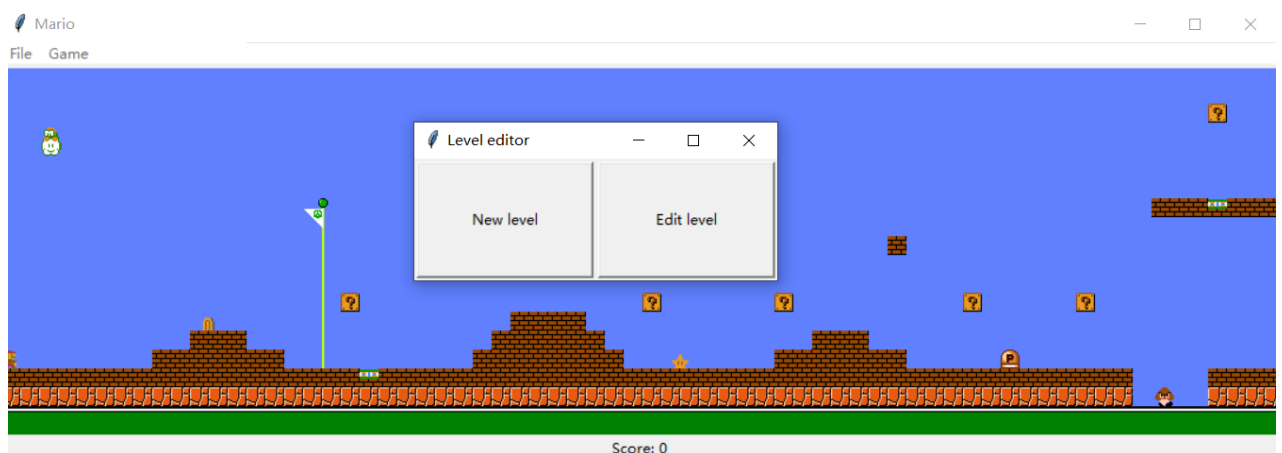 Mario
File Game
Level editor
New level Edit level
?
?
? ? ? ? ?
P
Score: 0